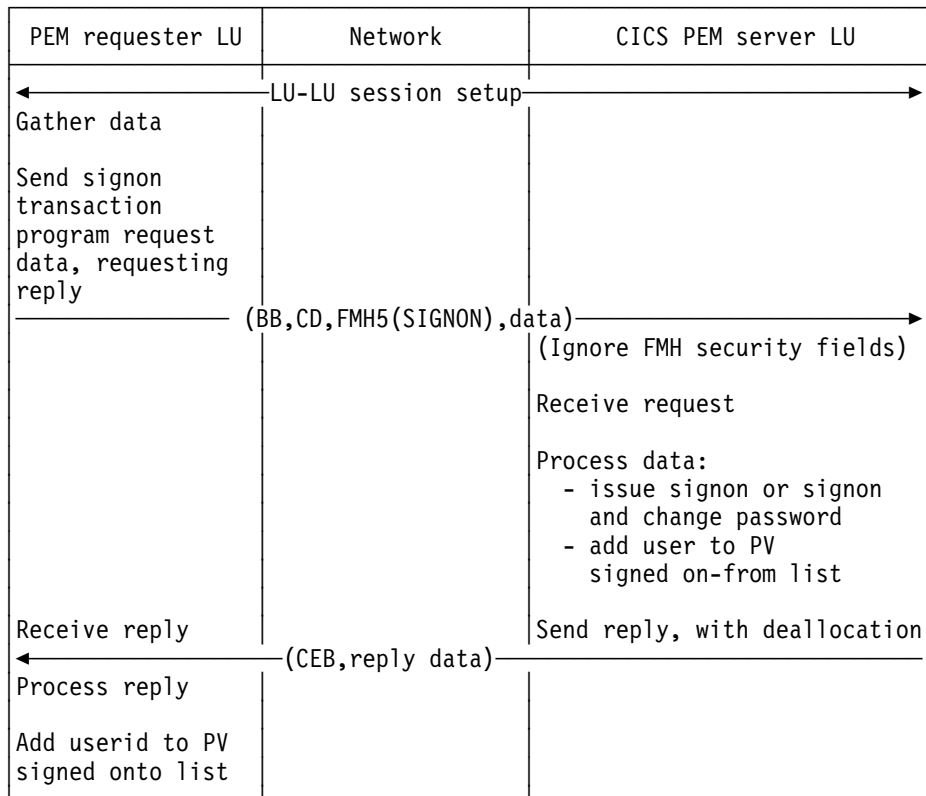 PEM requester LU Network CICS PEM server LU
LU-LU session setup
Gather data
Send signon
transaction
program request
data, requesting
reply
(BB,CD,FMH5(SIGNON),data)
(Ignore FMH security fields)
Receive request
Process data:
- issue signon or signon
and change password
- add user to PV
signed on-from list
Receive reply Send reply, with deallocation
(CEB,reply data)
Process reply
Add userid to PV
signed onto list